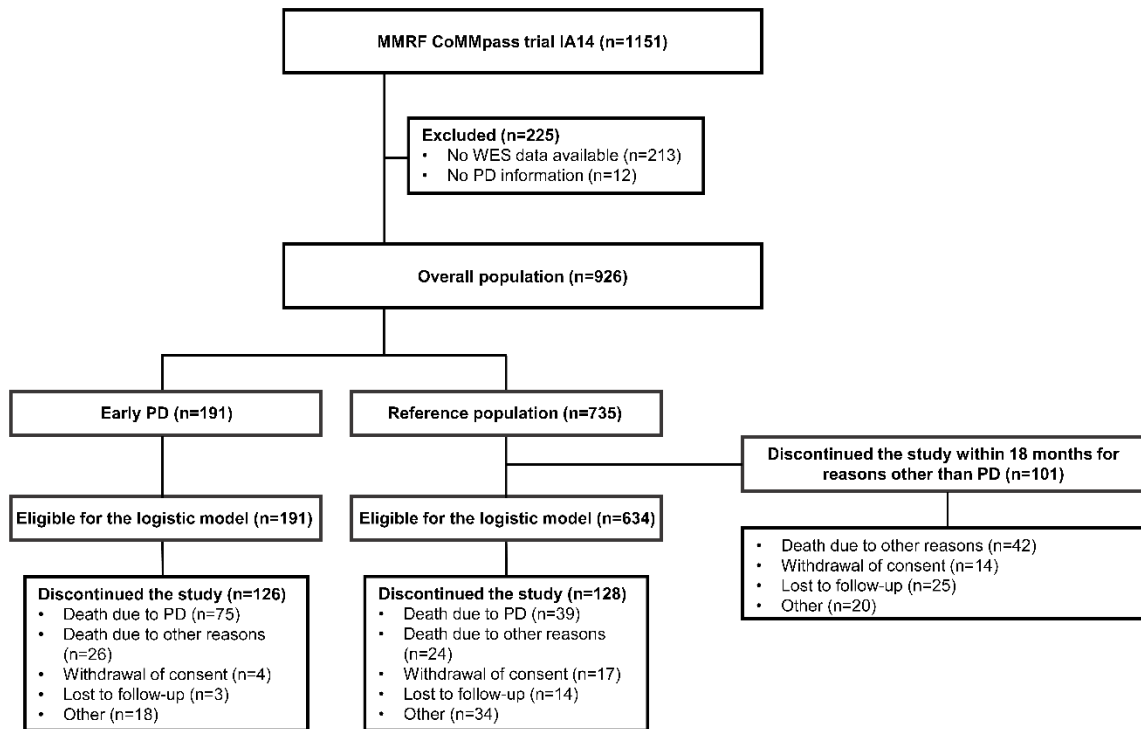 MMRF CoMMpass trial IA14 (n=1151)
Excluded (n=225)
• No WES data available (n=213)
• No PD information (n=12)
Overall population (n=926)
Early PD (n=191)
Reference population (n=735)
Discontinued the study within 18 months for
reasons other than PD (n=101)
• Death due to other reasons (n=42)
• Withdrawal of consent (n=14)
• Lost to follow-up (n=25)
• Other (n=20)
Eligible for the logistic model (n=191)
Eligible for the logistic model (n=634)
Discontinued the study (n=126)
• Death due to PD (n=75)
• Death due to other reasons
(n=26)
• Withdrawal of consent (n=4)
• Lost to follow-up (n=3)
• Other (n=18)
Discontinued the study (n=128)
• Death due to PD (n=39)
• Death due to other reasons
(n=24)
• Withdrawal of consent (n=17)
• Lost to follow-up (n=14)
• Other (n=34)